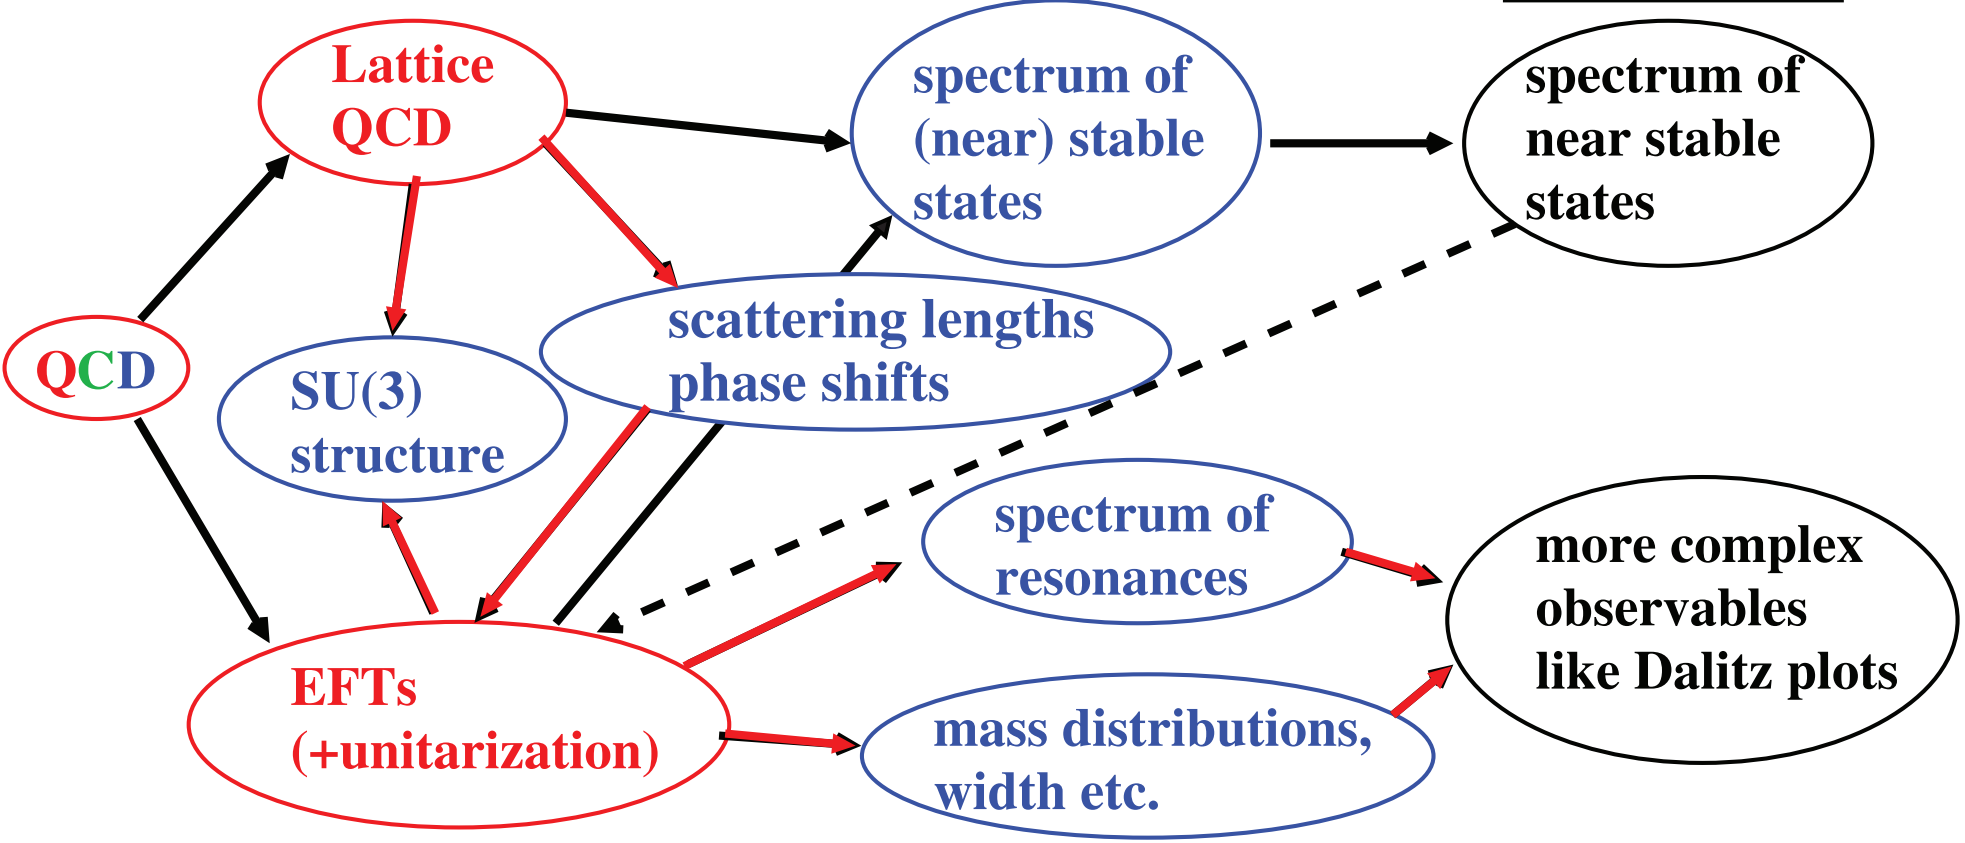 Lattice
QCD
spectrum of
(near) stable
states
spectrum of
near stable
states
QCD
SU(3)
structure
scattering lengths
phase shifts
spectrum of
resonances
more complex
observables
like Dalitz plots
EFTs
(+unitarization)
mass distributions,
width etc.